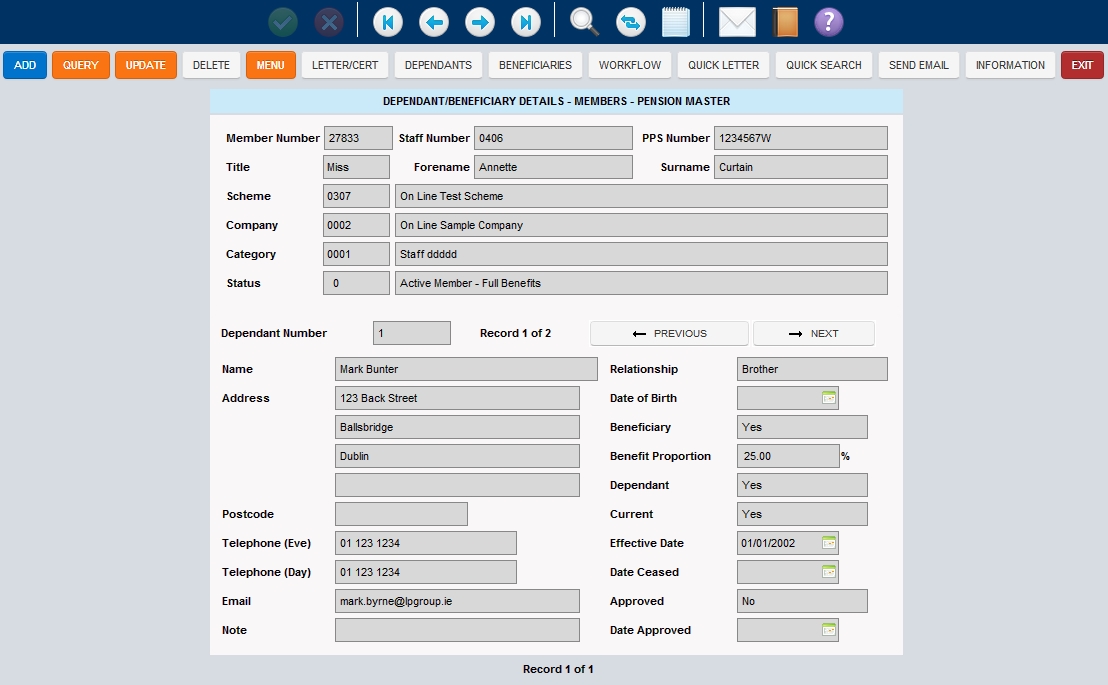 ?
ADD QUERY UPDATE DELETE MENU LETTER/CERT DEPENDANTS BENEFICIARIES WORKFLOW QUICK LETTER QUICK SEARCH SEND EMAIL INFORMATION EXIT
DEPENDANT/BENEFICIARY DETAILS - MEMBERS - PENSION MASTER
Member Number 27833 Staff Number 0406 PPS Number 1234567W
Title Miss Forename Annette Surname Curtain
Scheme 0307 On Line Test Scheme
Company 0002 On Line Sample Company
Category 0001 Staff ddddd
Status 0 Active Member - Full Benefits
Dependant Number 1 Record 1 of 2 PREVIOUS NEXT
Name Mark Bunter Relationship Brother
Address 123 Back Street Date of Birth
Ballsbridge Beneficiary Yes
Dublin Benefit Proportion 25.00 %
Dependant Yes
Postcode Current Yes
Telephone (Eve) 01 123 1234 Effective Date 01/01/2002
Telephone (Day) 01 123 1234 Date Ceased
Email mark.byrne@lpgroup.ie Approved No
Note Date Approved
Record 1 of 1